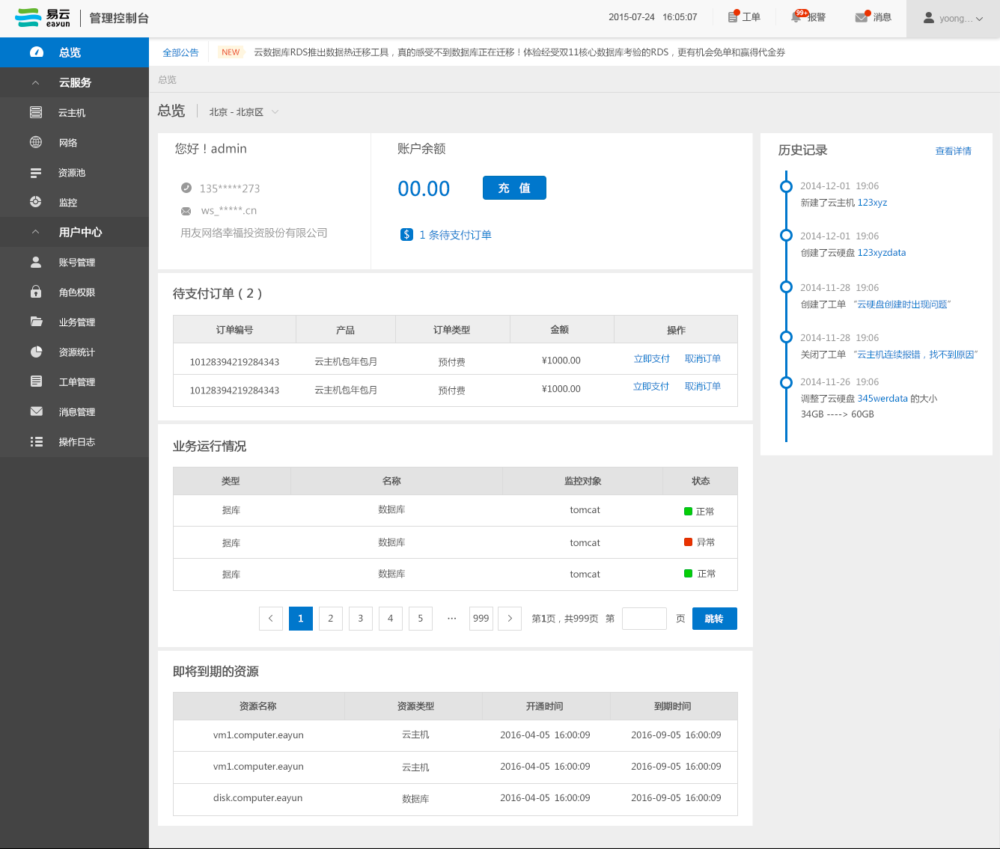 易云 eayun 管理控制台 2015-07-24 16:05:07 工单 99+ 报警 消息 yoong...
总览
云服务
云主机
网络
资源池
监控
用户中心
账号管理
角色权限
业务管理
资源统计
工单管理
消息管理
操作日志
全部公告 NEW 云数据库RDS推出数据热迁移工具，真的感受不到数据库正在迁移！体验经受双11核心数据库考验的RDS，更有机会免单和赢得代金券
总览
总览 北京 - 北京区
您好！admin
135*****273
ws_*****.cn
用友网络幸福投资股份有限公司
账户余额
00.00 充 值
$ 1 条待支付订单
待支付订单（2）
订单编号 产品 订单类型 金额 操作
10128394219284343 云主机包年包月 预付费 ¥1000.00 立即支付 取消订单
10128394219284343 云主机包年包月 预付费 ¥1000.00 立即支付 取消订单
业务运行情况
类型 名称 监控对象 状态
据库 数据库 tomcat 正常
据库 数据库 tomcat 异常
据库 数据库 tomcat 正常
1 2 3 4 5 ··· 999 第1页，共999页 第 页 跳转
即将到期的资源
资源名称 资源类型 开通时间 到期时间
vm1.computer.eayun 云主机 2016-04-05 16:00:09 2016-09-05 16:00:09
vm1.computer.eayun 云主机 2016-04-05 16:00:09 2016-09-05 16:00:09
disk.computer.eayun 数据库 2016-04-05 16:00:09 2016-09-05 16:00:09
历史记录 查看详情
2014-12-01 19:06
新建了云主机 123xyz
2014-12-01 19:06
创建了云硬盘 123xyzdata
2014-11-28 19:06
创建了工单 “云硬盘创建时出现问题”
2014-11-28 19:06
关闭了工单 “云主机连续报错，找不到原因”
2014-11-26 19:06
调整了云硬盘 345werdata 的大小
34GB ----> 60GB